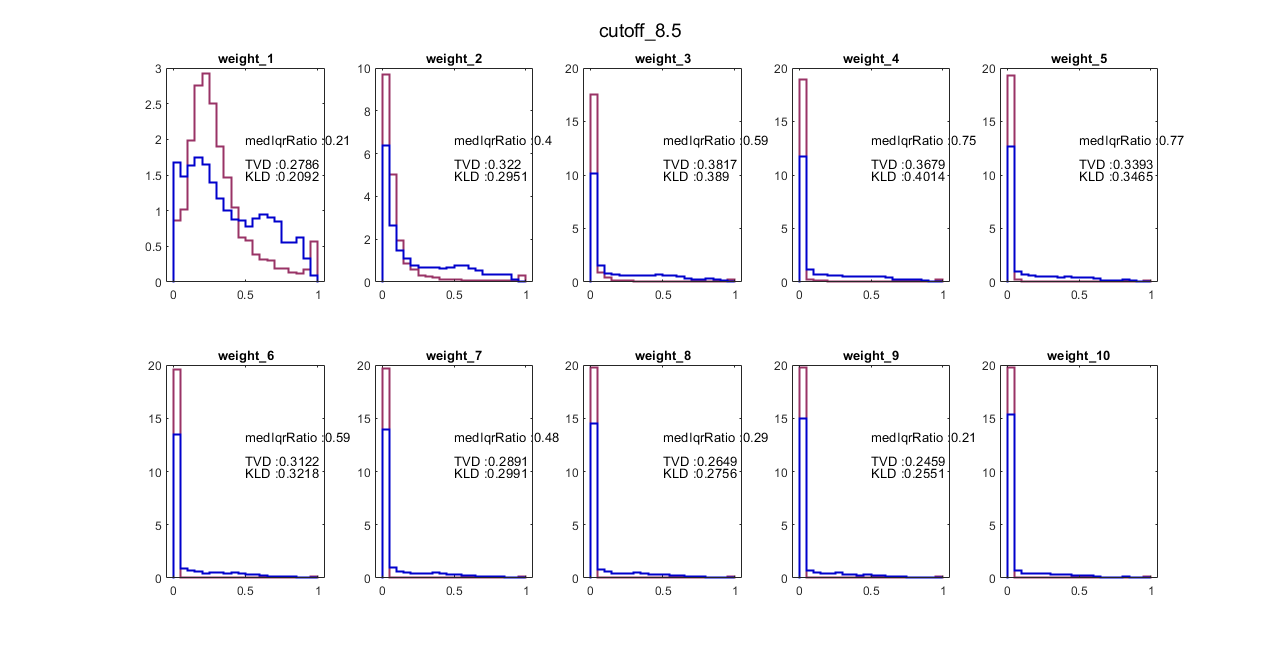 cutoff_8.5
weight_1
3
2.5
2
1.5
1
0.5
0
0 0.5 1
medIqrRatio :0.21
TVD :0.2786
KLD :0.2092
weight_2
10
8
6
4
2
0
0 0.5 1
medIqrRatio :0.4
TVD :0.322
KLD :0.2951
weight_3
20
15
10
5
0
0 0.5 1
medIqrRatio :0.59
TVD :0.3817
KLD :0.389
weight_4
20
15
10
5
0
0 0.5 1
medIqrRatio :0.75
TVD :0.3679
KLD :0.4014
weight_5
20
15
10
5
0
0 0.5 1
medIqrRatio :0.77
TVD :0.3393
KLD :0.3465
weight_6
20
15
10
5
0
0 0.5 1
medIqrRatio :0.59
TVD :0.3122
KLD :0.3218
weight_7
20
15
10
5
0
0 0.5 1
medIqrRatio :0.48
TVD :0.2891
KLD :0.2991
weight_8
20
15
10
5
0
0 0.5 1
medIqrRatio :0.29
TVD :0.2649
KLD :0.2756
weight_9
20
15
10
5
0
0 0.5 1
medIqrRatio :0.21
TVD :0.2459
KLD :0.2551
weight_10
20
15
10
5
0
0 0.5 1